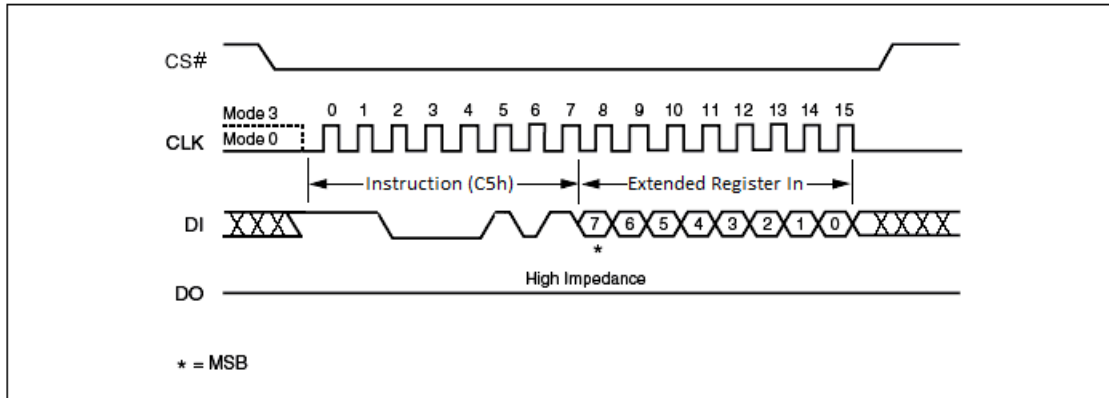 CS#
Mode 3 0 1 2 3 4 5 6 7 8 9 10 11 12 13 14 15
CLK Mode 0
Instruction (C5h) Extended Register In
DI 7 6 5 4 3 2 1 0
*
High Impedance
DO
* = MSB